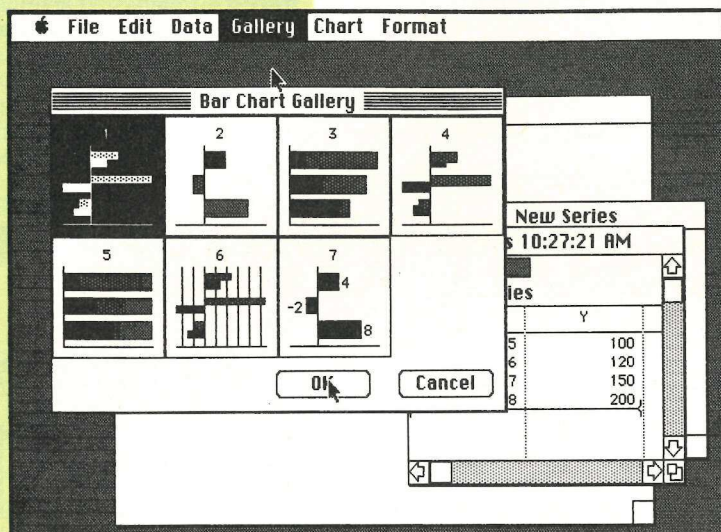 File Edit Data Gallery Chart Format
Bar Chart Gallery
1 2 3 4
5 6 7
4
-2
8
OK Cancel
New Series
10:27:21 AM
ies
Y
5 100
6 120
7 150
8 200